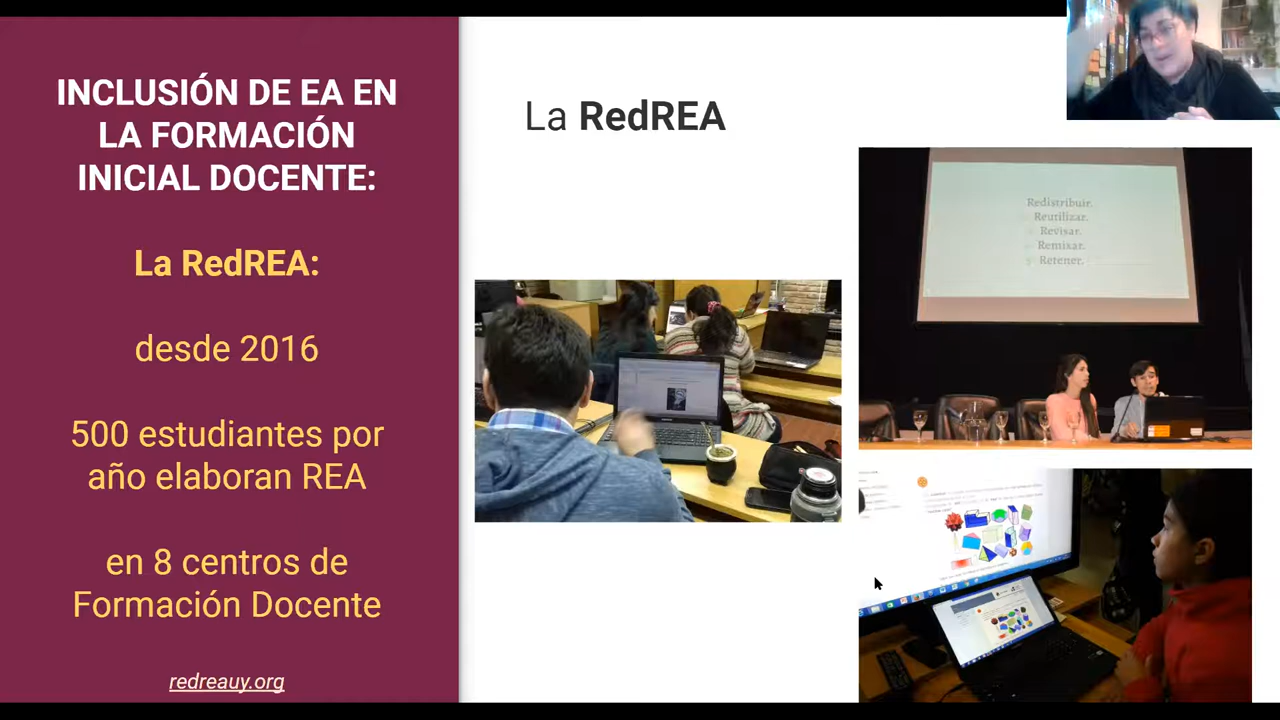 INCLUSIÓN DE EA EN
LA FORMACIÓN
INICIAL DOCENTE:
La RedREA:
desde 2016
500 estudiantes por
año elaboran REA
en 8 centros de
Formación Docente
redreauy.org
La RedREA
Redistribuir.
Reutilizar.
Revisar.
Remixar.
Retener.